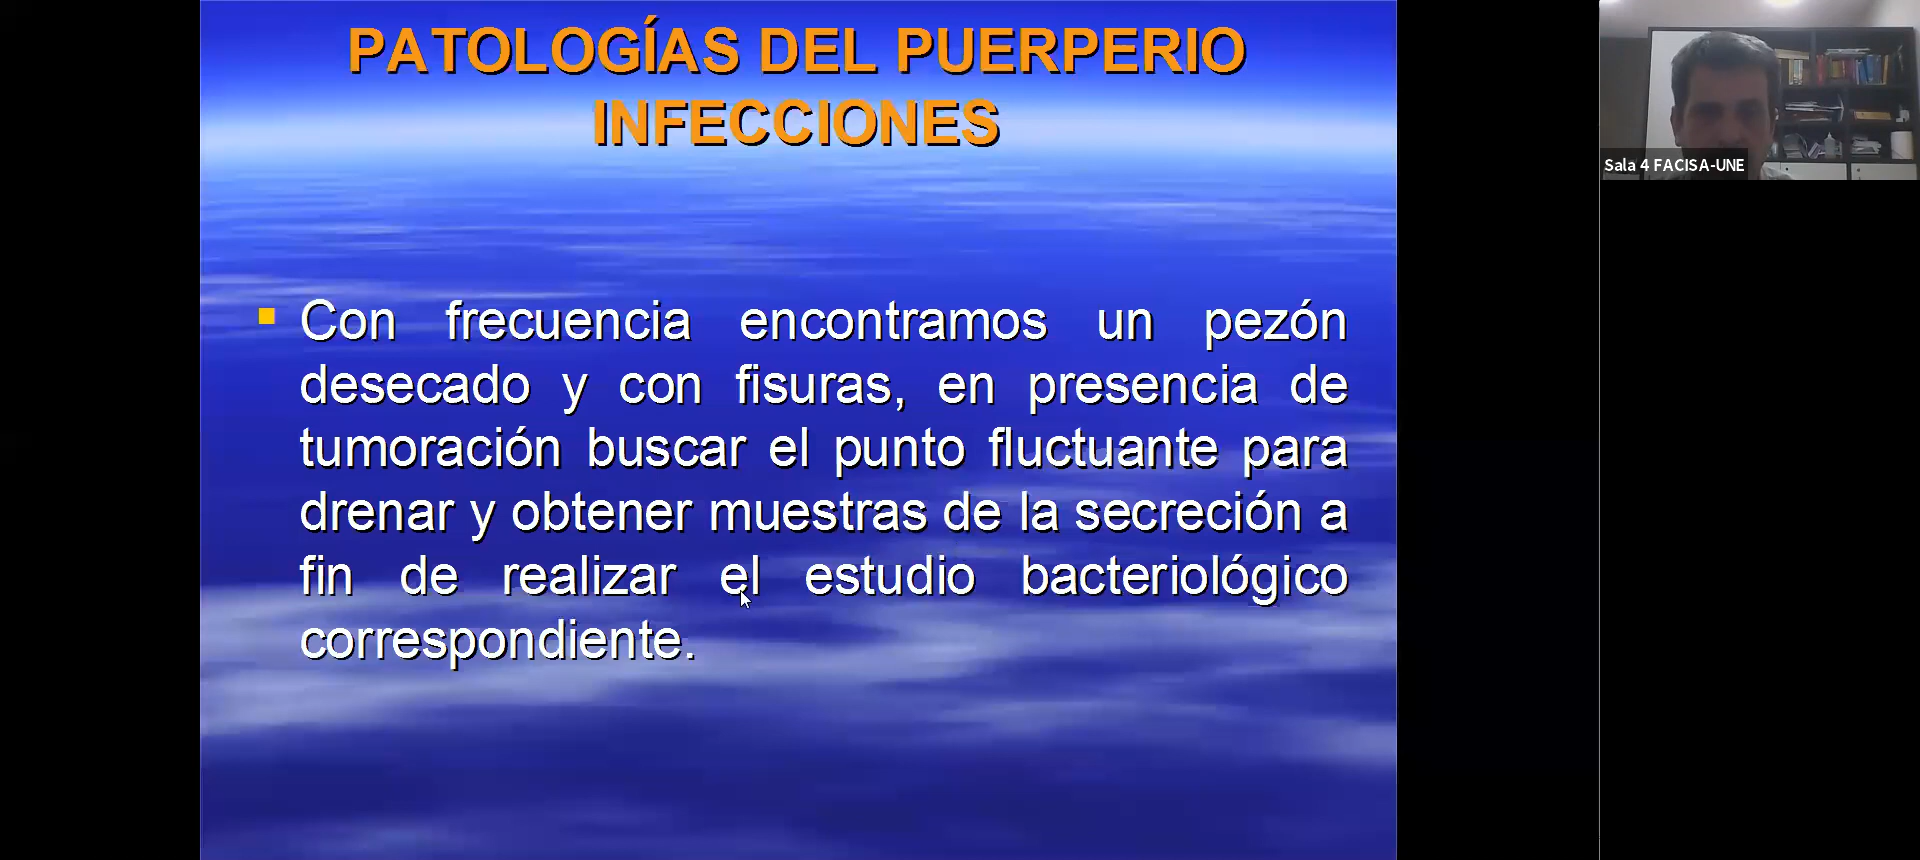 PATOLOGÍAS DEL PUERPERIO
INFECCIONES
Con frecuencia encontramos un pezón
desecado y con fisuras, en presencia de
tumoración buscar el punto fluctuante para
drenar y obtener muestras de la secreción a
fin de realizar el estudio bacteriológico
correspondiente.
Sala 4 FACISA-UNE